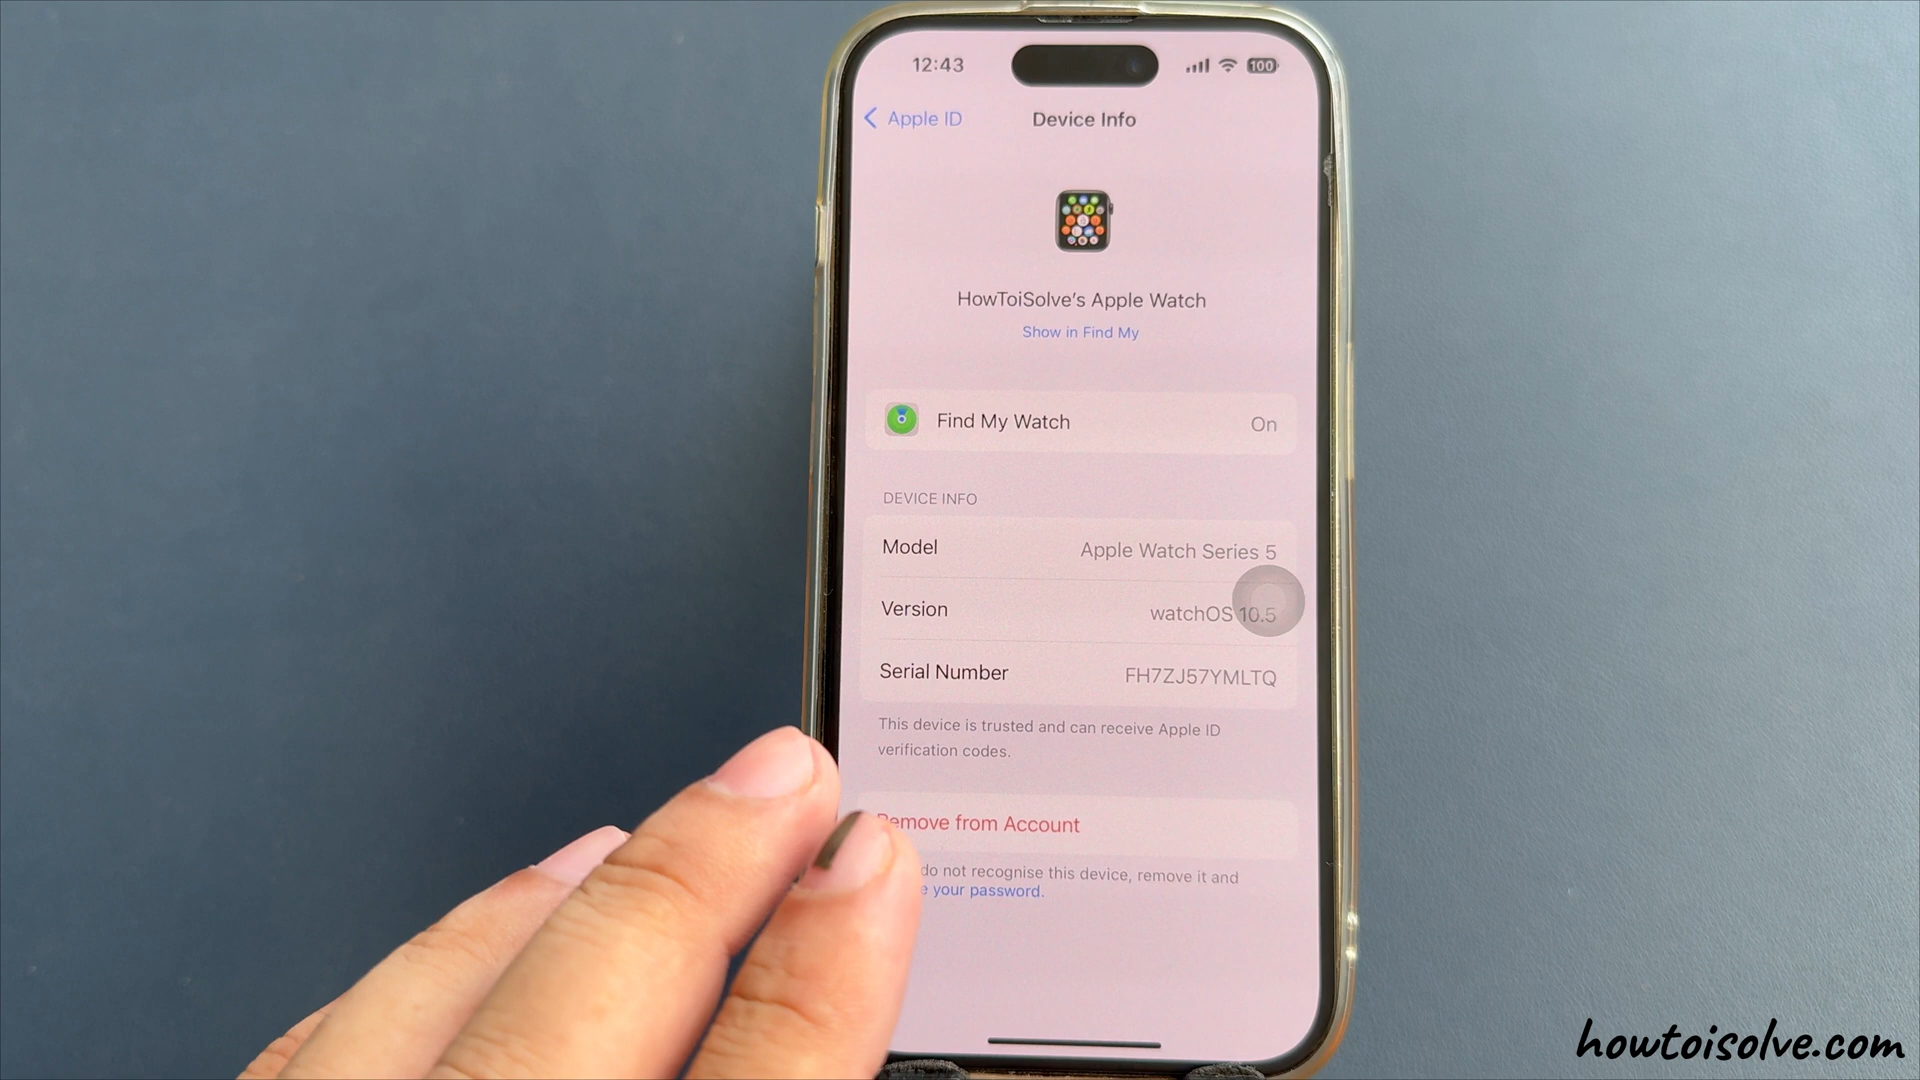 12:43
100
Apple ID
Device Info
HowToiSolve's Apple Watch
Show in Find My
Find My Watch On
DEVICE INFO
Model Apple Watch Series 5
Version watchOS 10.5
Serial Number FH7ZJ57YMLTQ
This device is trusted and can receive Apple ID
verification codes.
Remove from Account
do not recognise this device, remove it and
your password.
howtoisolve.com